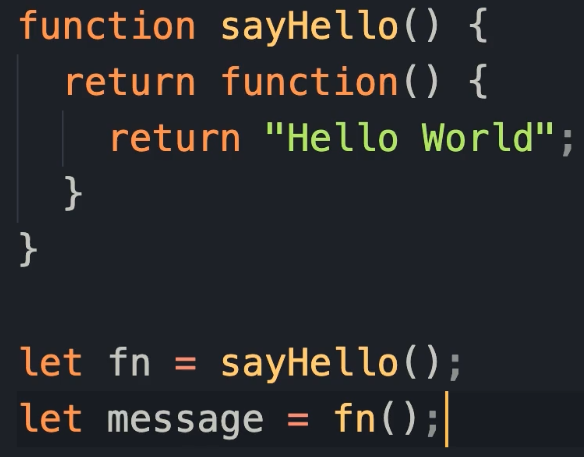 function sayHello() {
  return function() {
    return "Hello World";
  }
}

let fn = sayHello();
let message = fn();